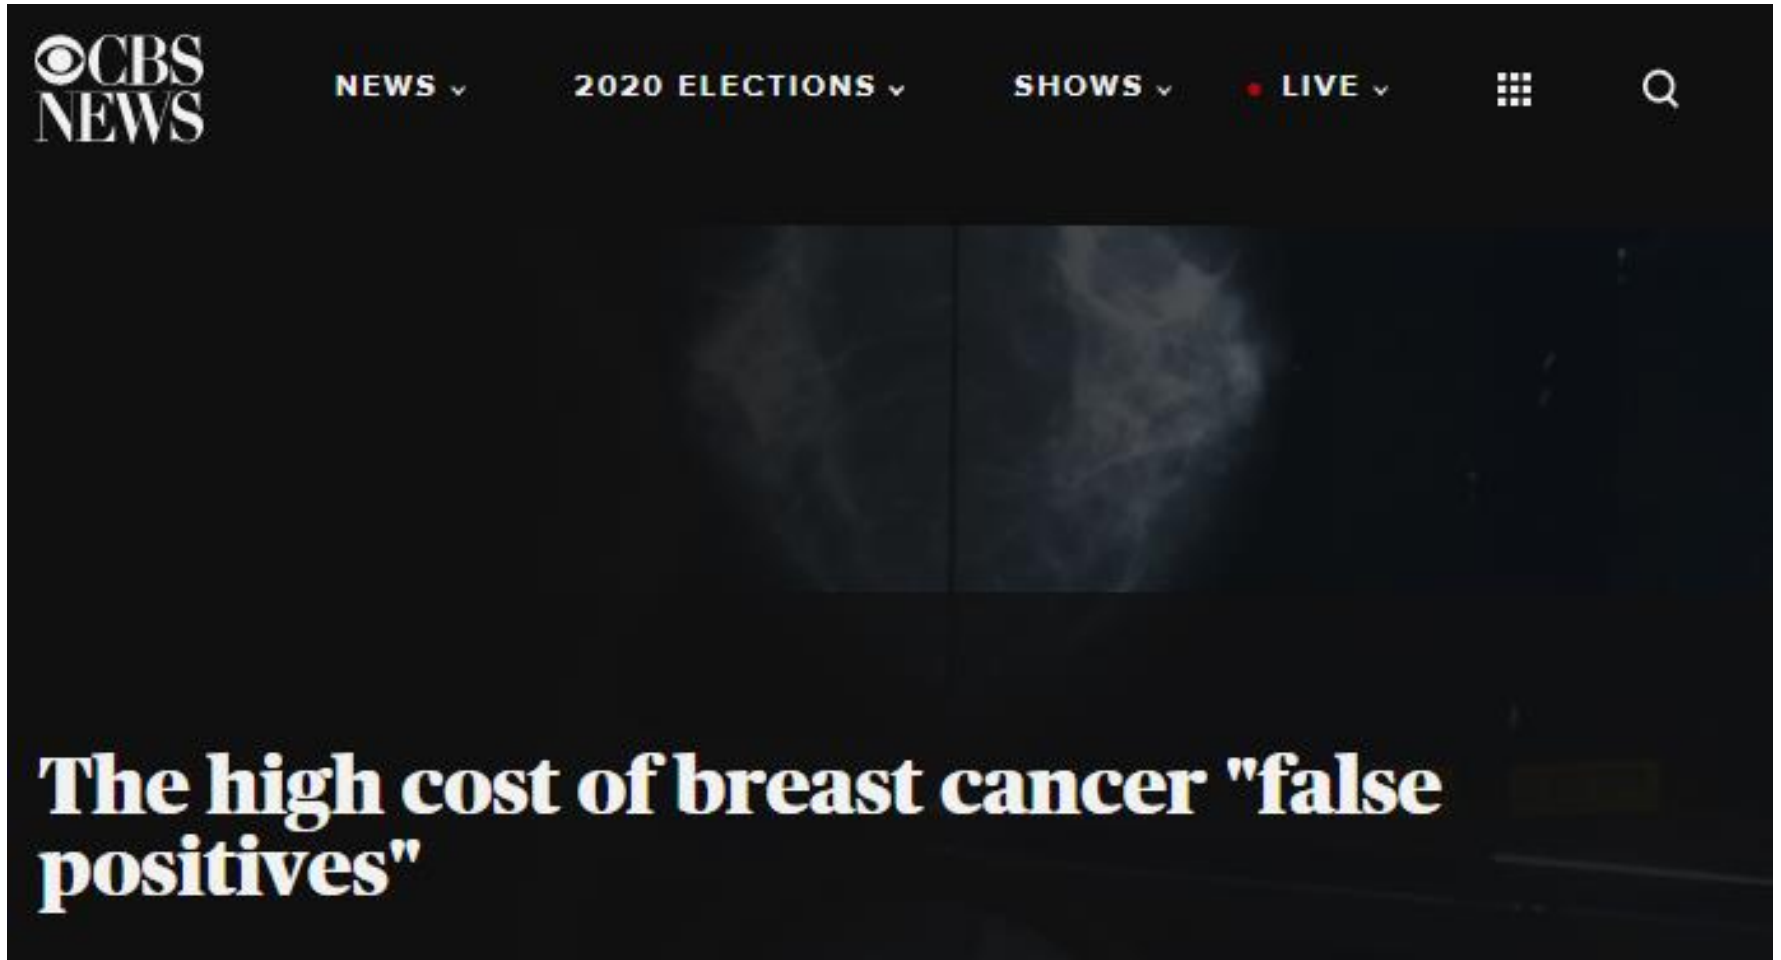 CBS
NEWS
NEWS
2020 ELECTIONS
SHOWS
LIVE
The high cost of breast cancer "false
positives"